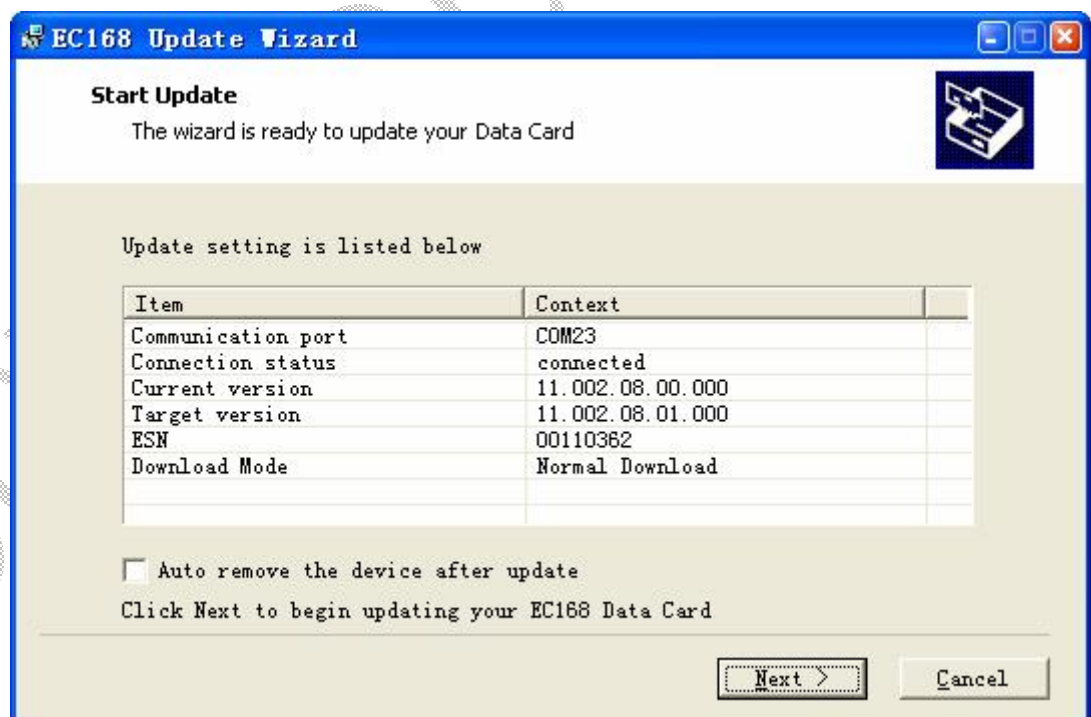 EC168 Update Wizard
Start Update
The wizard is ready to update your Data Card
Update setting is listed below
Item Context
Communication port COM23
Connection status connected
Current version 11.002.08.00.000
Target version 11.002.08.01.000
ESN 00110362
Download Mode Normal Download
Auto remove the device after update
Click Next to begin updating your EC168 Data Card
Next > Cancel